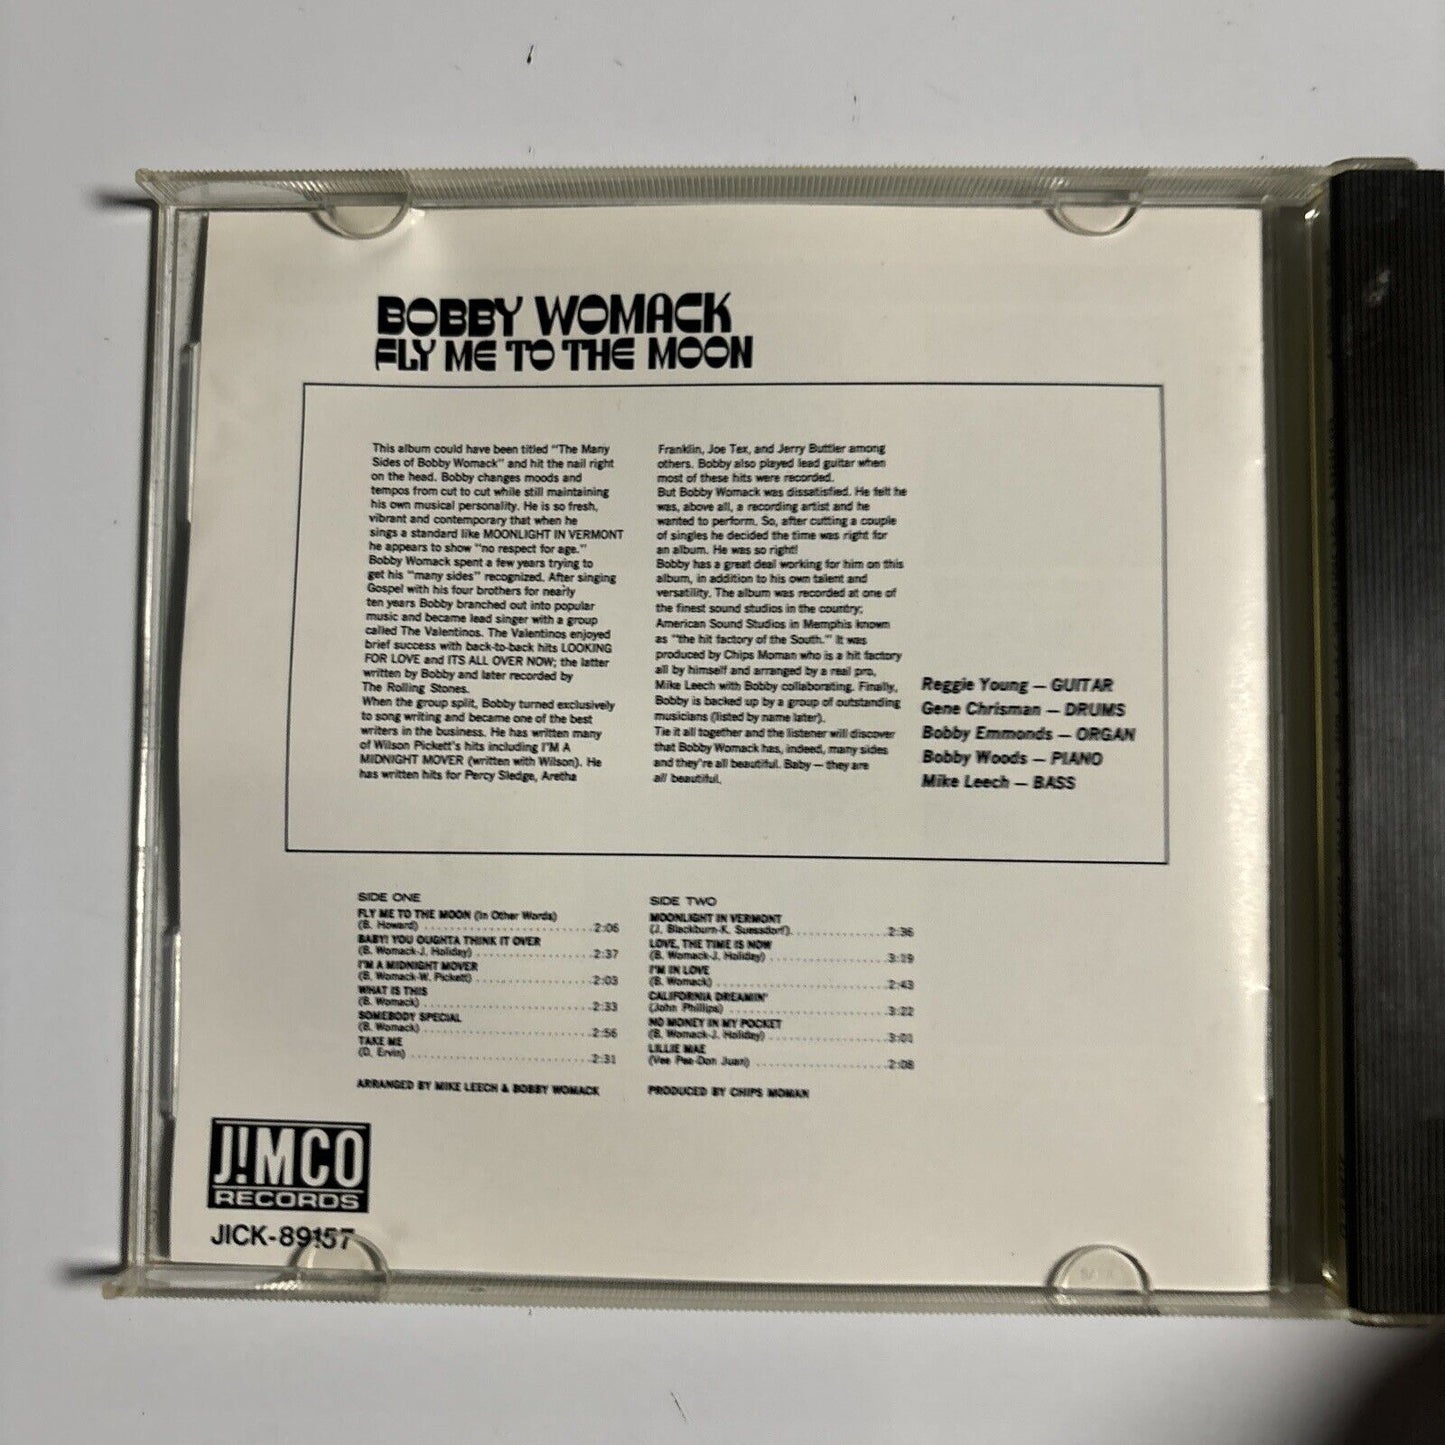 BOBBY WOMACK
FLY ME TO THE MOON
This album could have been titled "The Many
Sides of Bobby Womack" and hit the nail right
on the head. Bobby changes moods and
tempos from cut to cut while still maintaining
his own musical personality. He is so fresh,
vibrant and contemporary that when he
sings a standard like MOONLIGHT IN VERMONT
he appears to show "no respect for age."
Bobby Womack spent a few years trying to
get his "many sides" recognized. After singing
Gospel with his four brothers for nearly
ten years Bobby branched out into popular
music and became lead singer with a group
called The Valentinos. The Valentinos enjoyed
brief success with back-to-back hits LOOKING
FOR LOVE and ITS ALL OVER NOW; the latter
written by Bobby and later recorded by
The Rolling Stones.
When the group split, Bobby turned exclusively
to song writing and became one of the best
writers in the business. He has written many
of Wilson Pickett's hits including I'M A
MIDNIGHT MOVER (written with Wilson). He
has written hits for Percy Sledge, Aretha
Franklin, Joe Tex, and Jerry Buttler among
others. Bobby also played lead guitar when
most of these hits were recorded.
But Bobby Womack was dissatisfied. He felt he
was, above all, a recording artist and he
wanted to perform. So, after cutting a couple
of singles he decided the time was right for
an album. He was so right!
Bobby has a great deal working for him on this
album, in addition to his own talent and
versatility. The album was recorded at one of
the finest sound studios in the country;
American Sound Studios in Memphis known
as "the hit factory of the South." It was
produced by Chips Moman who is a hit factory
all by himself and arranged by a real pro,
Mike Leech with Bobby collaborating. Finally,
Bobby is backed up by a group of outstanding
musicians (listed by name later).
Tie it all together and the listener will discover
that Bobby Womack has, indeed, many sides
and they're all beautiful. Baby — they are
all beautiful.
Reggie Young — GUITAR
Gene Chrisman — DRUMS
Bobby Emmonds — ORGAN
Bobby Woods — PIANO
Mike Leech — BASS
SIDE ONE
FLY ME TO THE MOON (In Other Words)
(B. Howard) 2:06
BABY! YOU OUGHTA THINK IT OVER
(B. Womack-J. Holiday) 2:37
I'M A MIDNIGHT MOVER
(B. Womack-W. Pickett) 2:03
WHAT IS THIS
(B. Womack) 2:33
SOMEBODY SPECIAL
(B. Womack) 2:56
TAKE ME
(D. Ervin) 2:31
ARRANGED BY MIKE LEECH & BOBBY WOMACK
SIDE TWO
MOONLIGHT IN VERMONT
(J. Blackburn-K. Suessdorf) 2:36
LOVE, THE TIME IS NOW
(B. Womack-J. Holiday) 3:19
I'M IN LOVE
(B. Womack) 2:43
CALIFORNIA DREAMIN'
(John Phillips) 3:22
NO MONEY IN MY POCKET
(B. Womack-J. Holiday) 3:01
LILLIE MAE
(Vee Pee-Don Juan) 2:08
PRODUCED BY CHIPS MOMAN
J!MCO
RECORDS
JICK-89157